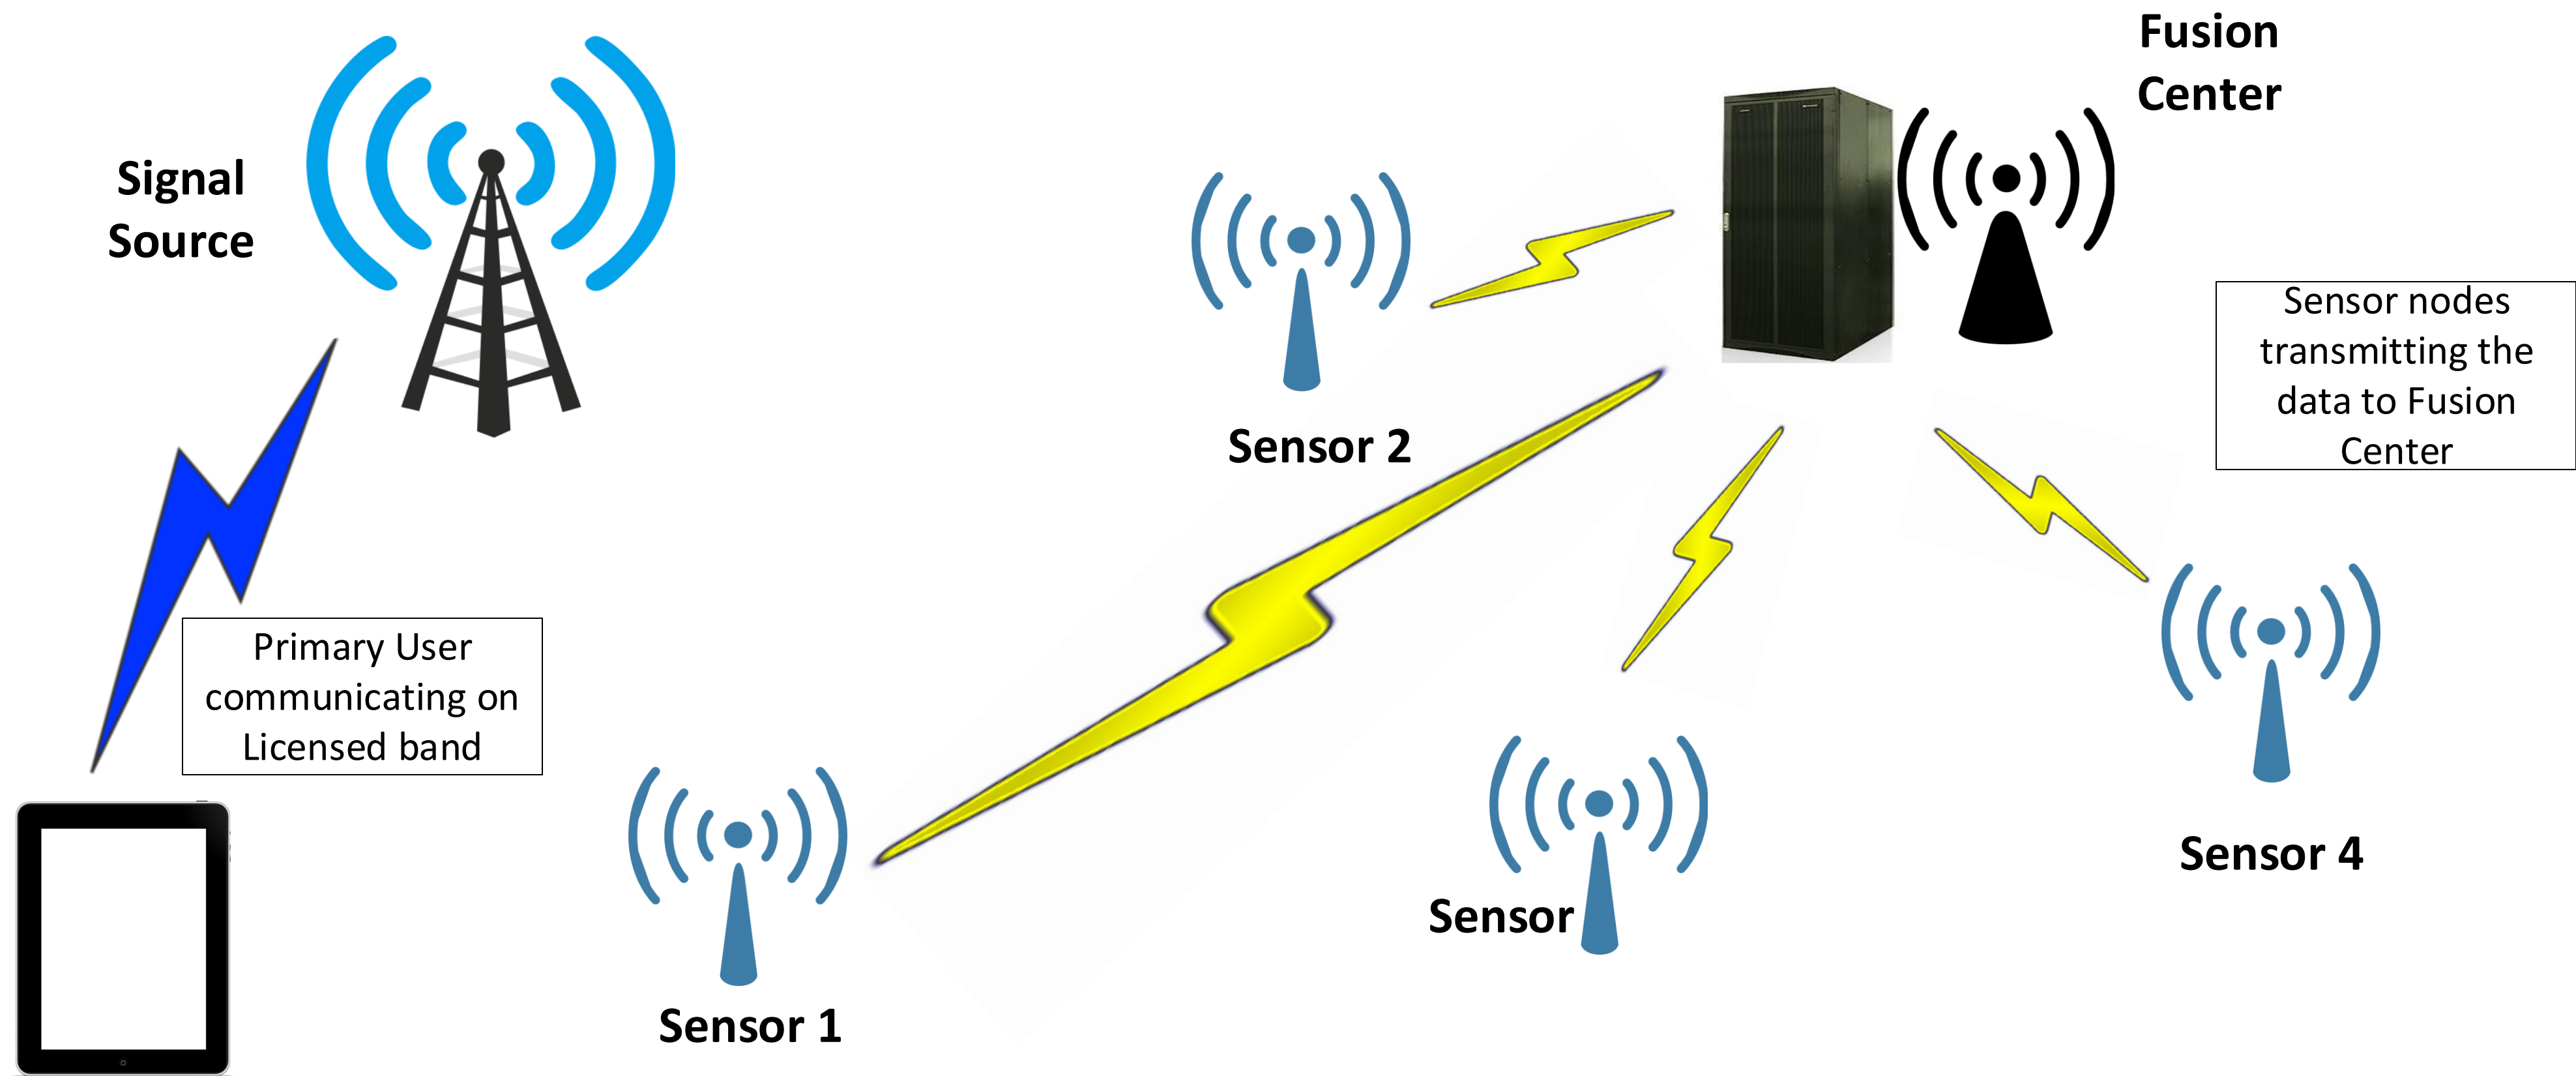 Fusion
Center
Signal
Source
Sensor nodes
transmitting the
data to Fusion
Center
Sensor 2
Primary User
communicating on
Licensed band
Sensor 4
Sensor
Sensor 1